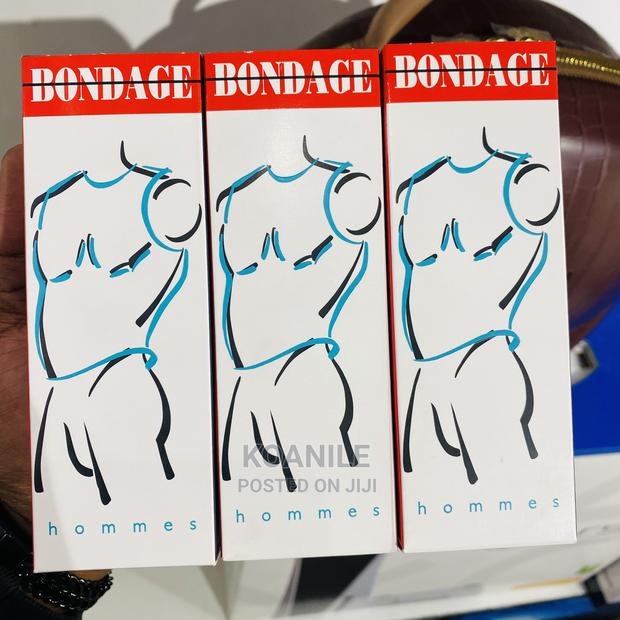 BONDAGE
BONDAGE
BONDAGE
KOANILE
POSTED ON JIJI
hommes
hommes
hommes